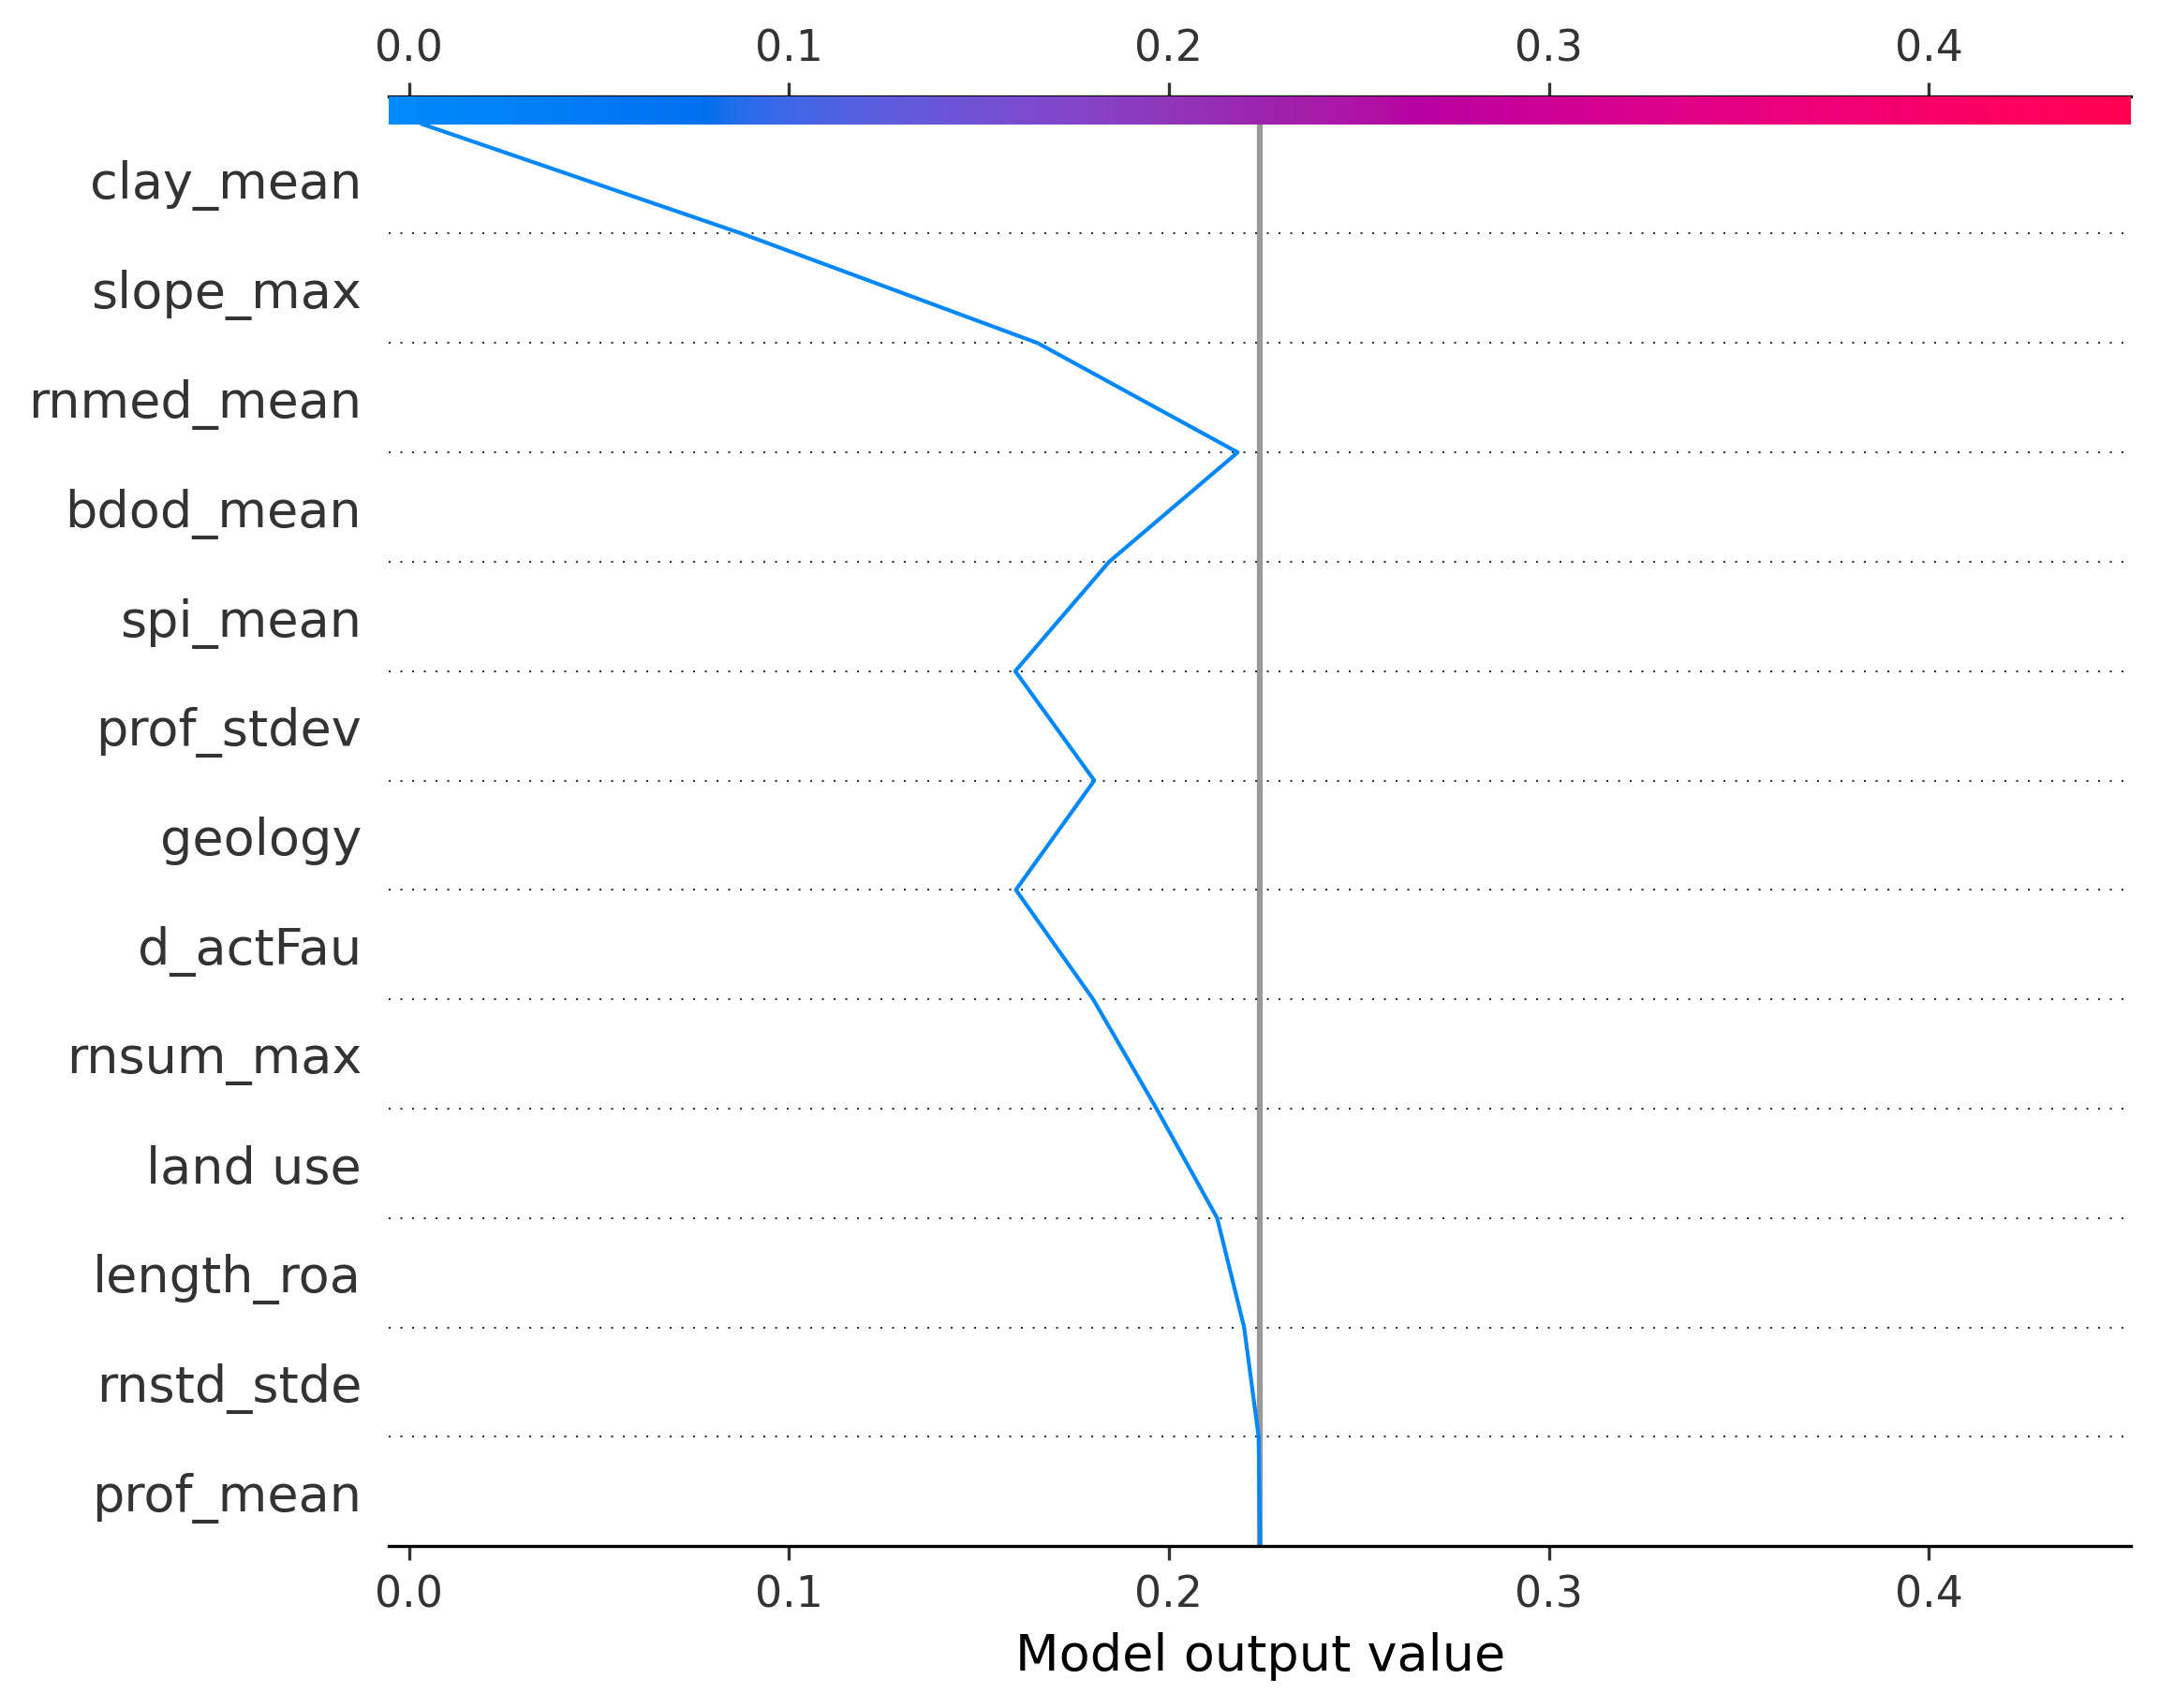 0.0 0.1 0.2 0.3 0.4
clay_mean
slope_max
rnmed_mean
bdod_mean
spi_mean
prof_stdev
geology
d_actFau
rnsum_max
land use
length_roa
rnstd_stde
prof_mean
0.0 0.1 0.2 0.3 0.4
Model output value